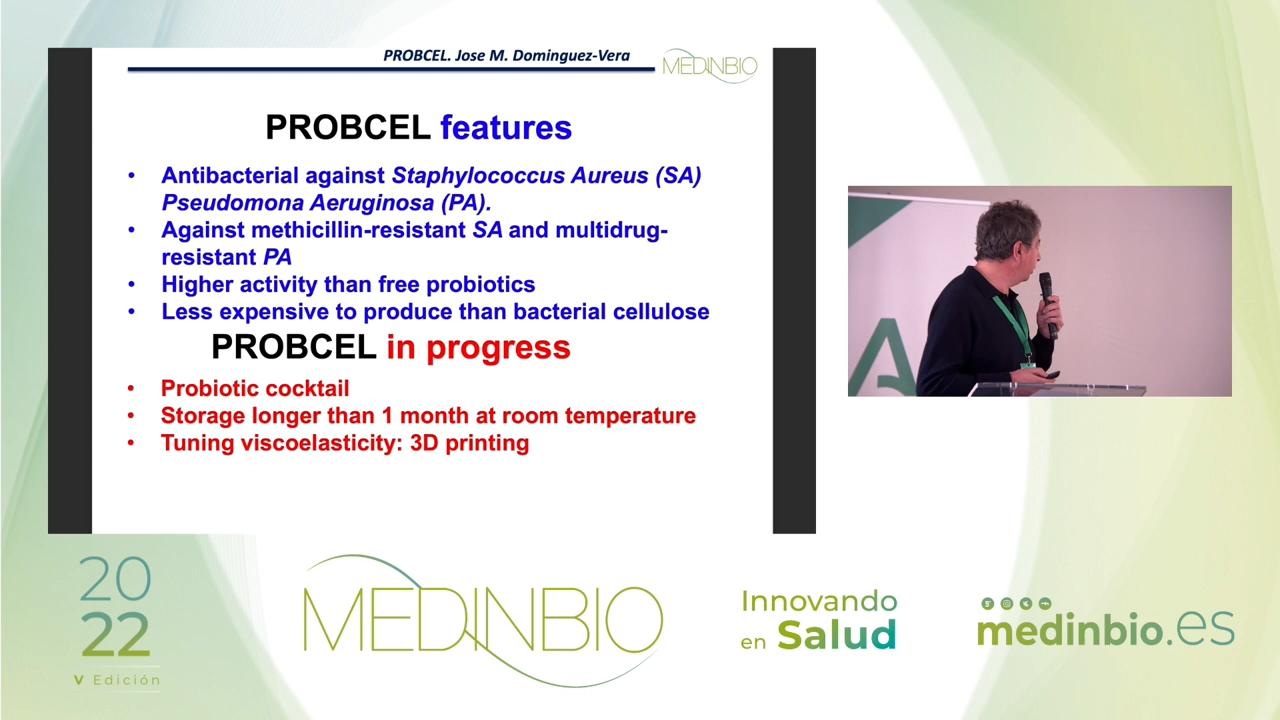 PROBCEL. Jose M. Dominguez-Vera
MEDINBIO
PROBCEL features
• Antibacterial against Staphylococcus Aureus (SA)
Pseudomona Aeruginosa (PA).
• Against methicillin-resistant SA and multidrug-
resistant PA
• Higher activity than free probiotics
• Less expensive to produce than bacterial cellulose
PROBCEL in progress
• Probiotic cocktail
• Storage longer than 1 month at room temperature
• Tuning viscoelasticity: 3D printing
A
20
22
V Edición
MEDINBIO
Innovando
en Salud
medinbio.es